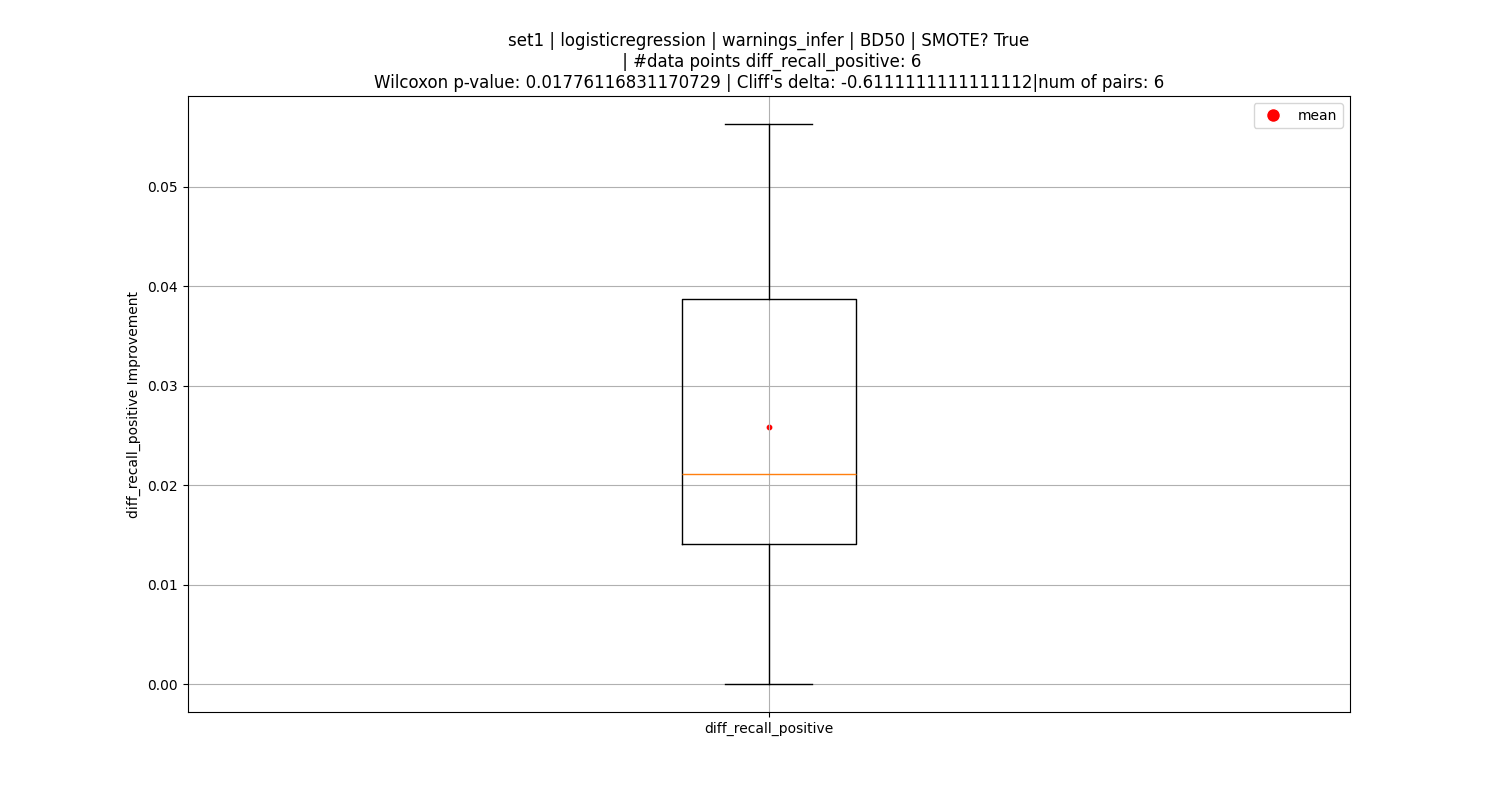 set1 | logisticregression | warnings_infer | BD50 | SMOTE? True
| #data points diff_recall_positive: 6
Wilcoxon p-value: 0.01776116831170729 | Cliff's delta: -0.6111111111111112|num of pairs: 6
mean
0.05
0.04
0.03
0.02
0.01
0.00
diff_recall_positive Improvement
diff_recall_positive